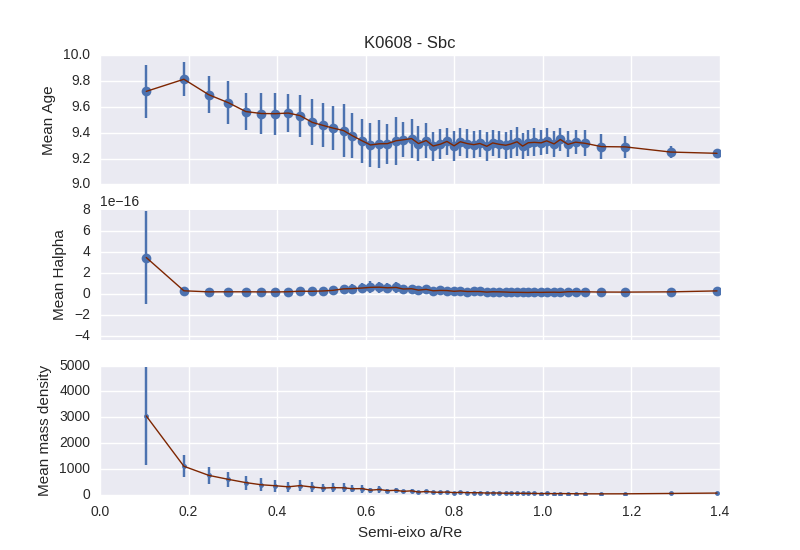 K0608 - Sbc
10.0
9.8
9.6
9.4
9.2
9.0
Mean Age
1e−16
8
6
4
2
0
−2
−4
Mean Halpha
5000
4000
3000
2000
1000
0
Mean mass density
0.0 0.2 0.4 0.6 0.8 1.0 1.2 1.4
Semi-eixo a/Re